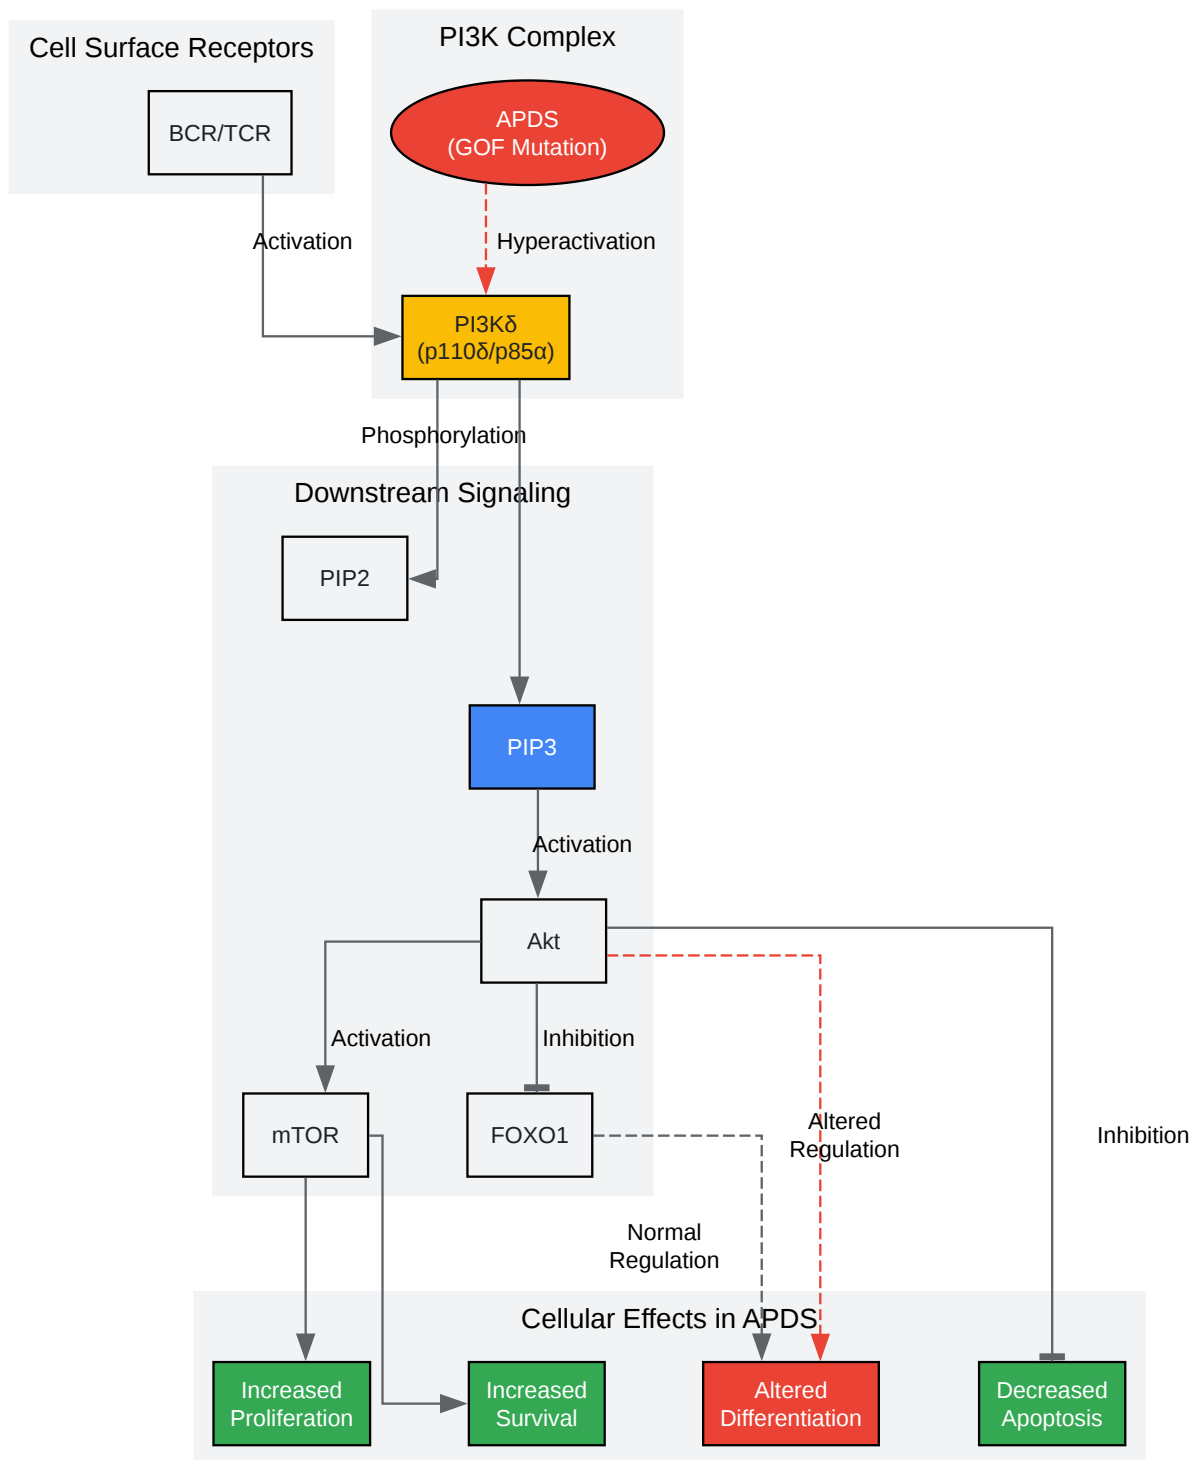 Cell Surface Receptors
PI3K Complex
BCR/TCR
APDS
(GOF Mutation)
Activation
Hyperactivation
PI3Kδ
(p110δ/p85α)
Phosphorylation
Downstream Signaling
PIP2
PIP3
Activation
Akt
Activation
Inhibition
mTOR
FOXO1
Altered
Regulation
Inhibition
Normal
Regulation
Cellular Effects in APDS
Increased
Proliferation
Increased
Survival
Altered
Differentiation
Decreased
Apoptosis